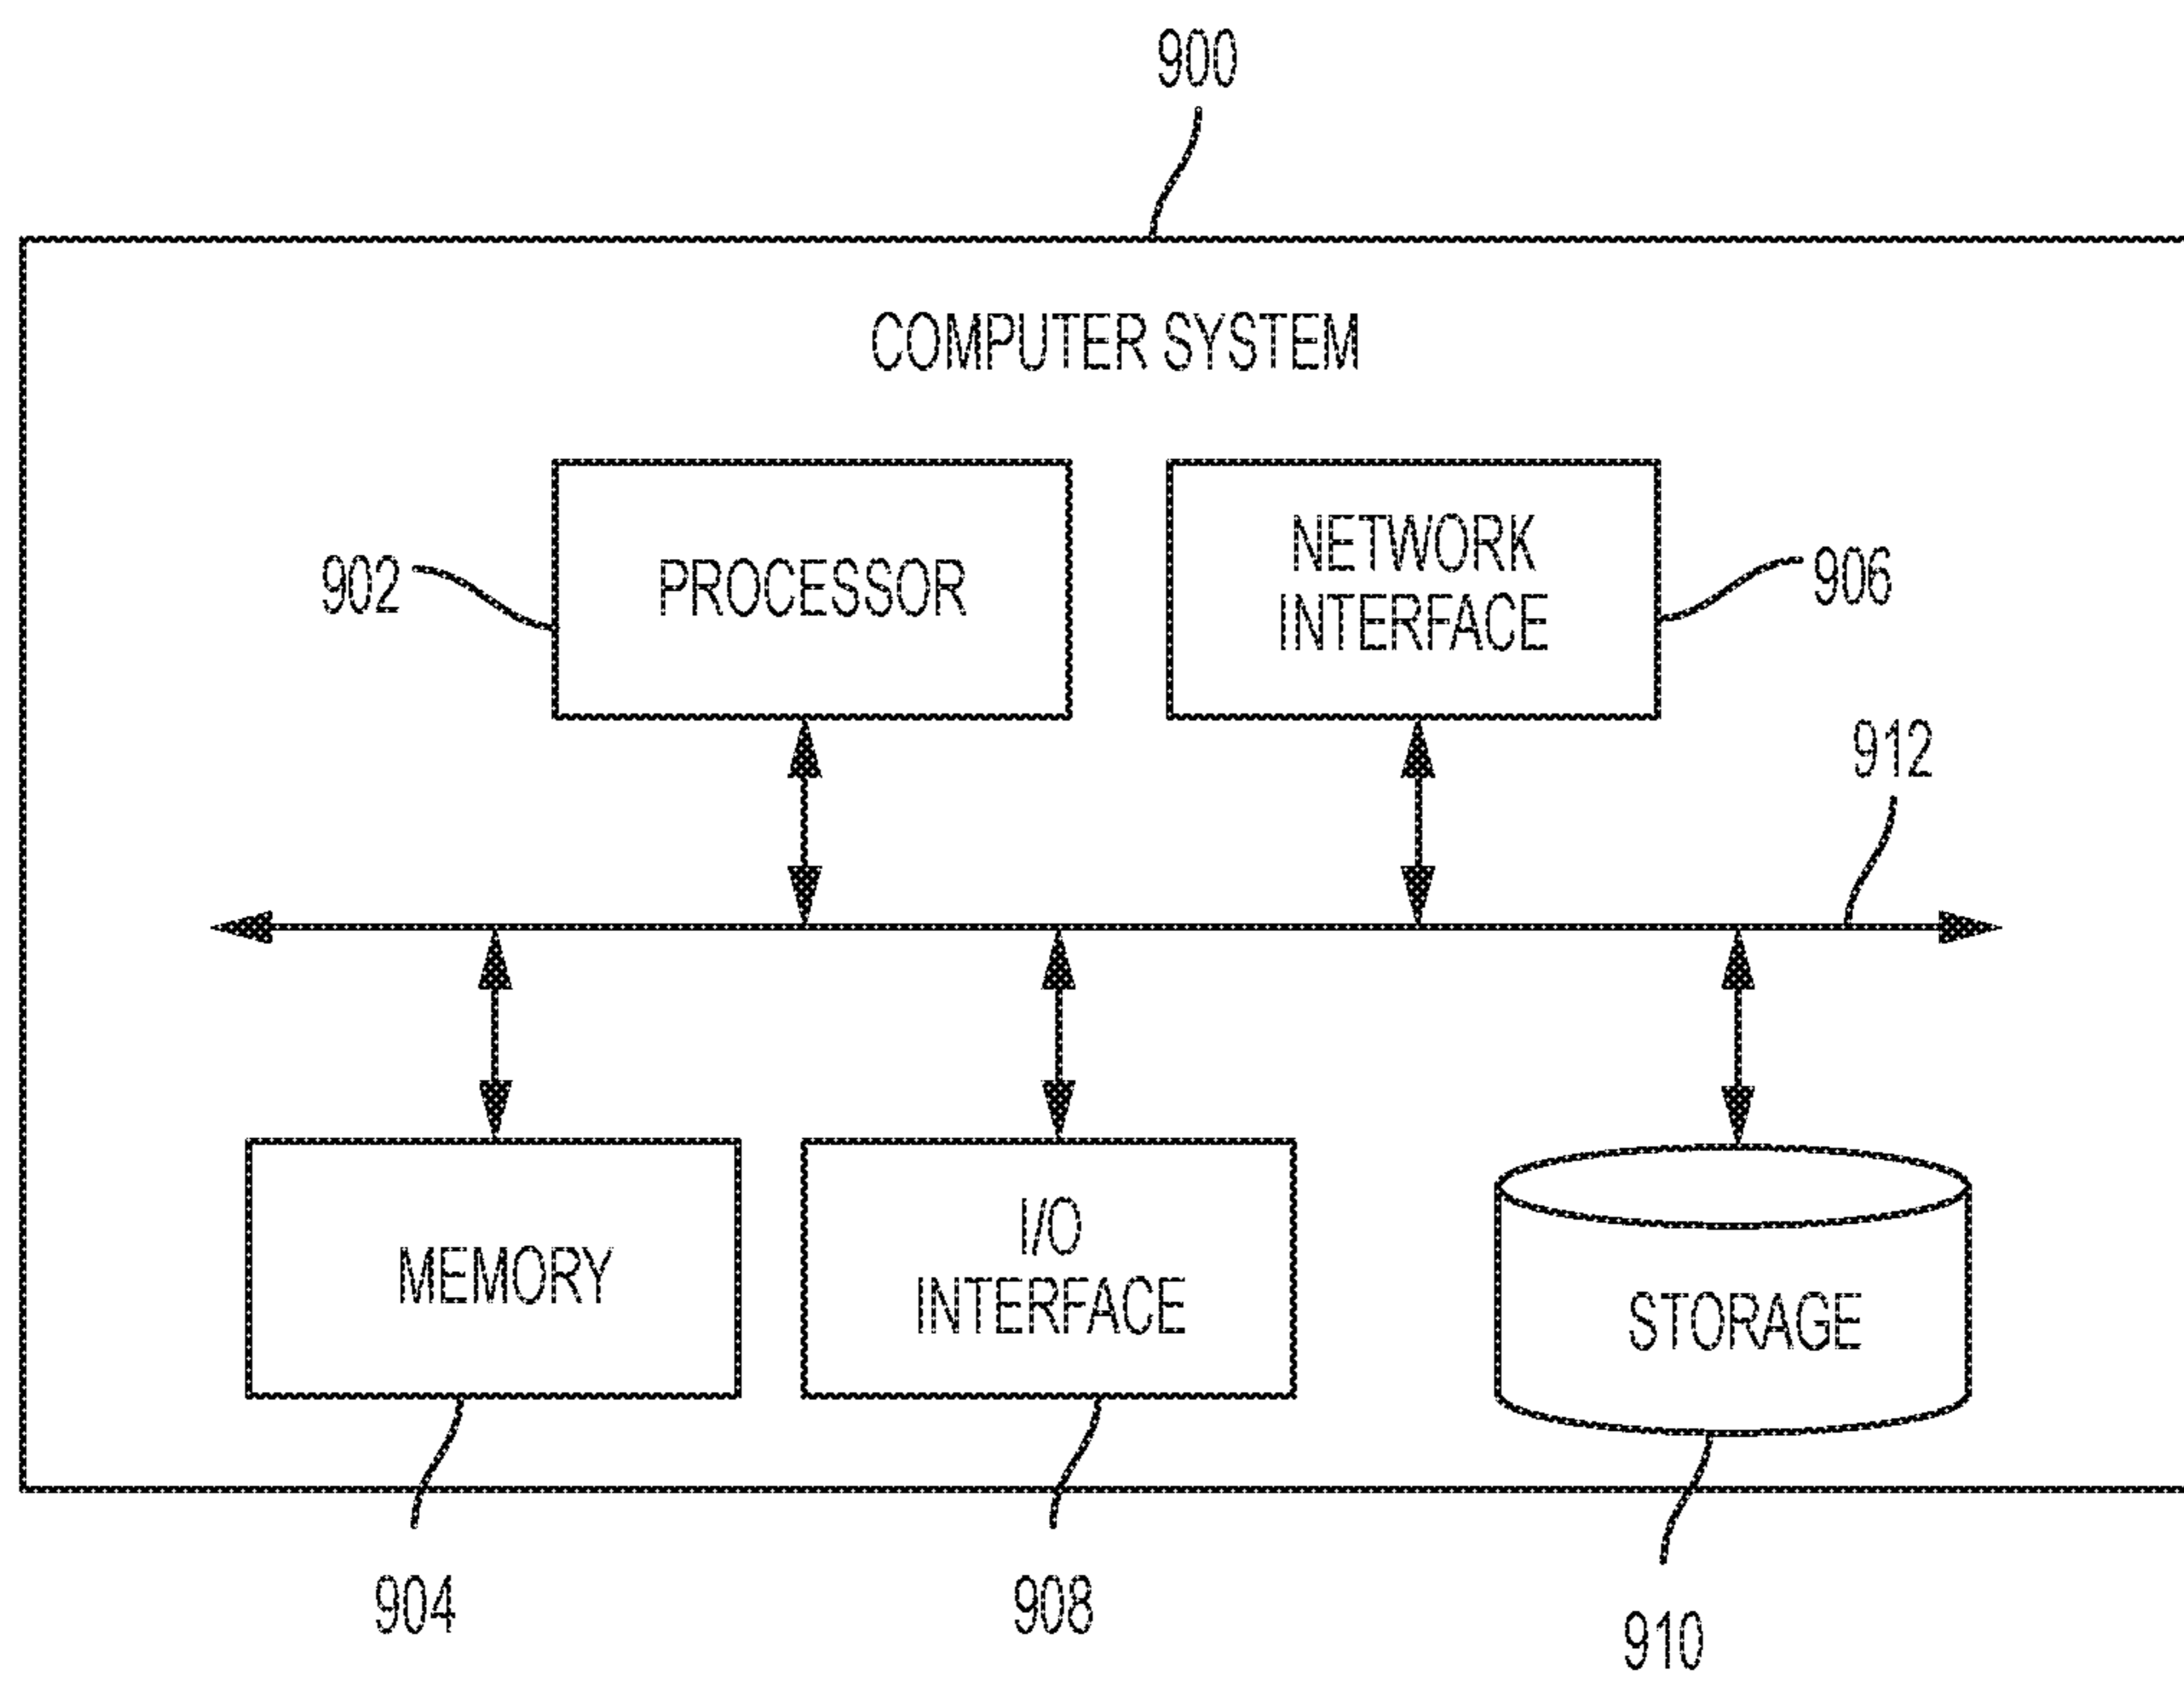 900
COMPUTER SYSTEM
902
PROCESSOR
NETWORK
INTERFACE
906
912
MEMORY
I/O
INTERFACE
STORAGE
904
908
910